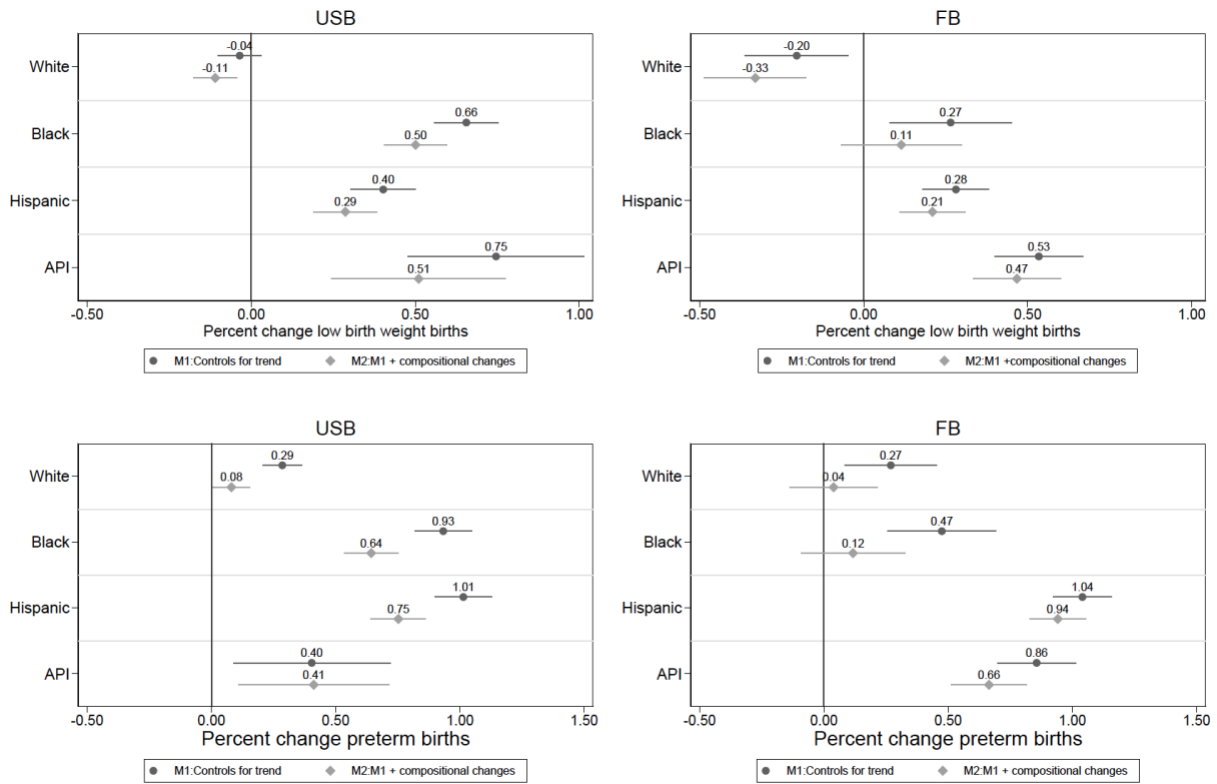 USB
White
-0.04
-0.11
Black
0.66
0.50
Hispanic
0.40
0.29
API
0.75
0.51
-0.50 0.00 0.50 1.00
Percent change low birth weight births
M1:Controls for trend M2:M1 + compositional changes
FB
White
-0.20
-0.33
Black
0.27
0.11
Hispanic
0.28
0.21
API
0.53
0.47
-0.50 0.00 0.50 1.00
Percent change low birth weight births
M1:Controls for trend M2:M1 +compositional changes
USB
White
0.29
0.08
Black
0.93
0.64
Hispanic
1.01
0.75
API
0.40
0.41
-0.50 0.00 0.50 1.00 1.50
Percent change preterm births
M1:Controls for trend M2:M1 + compositional changes
FB
White
0.27
0.04
Black
0.47
0.12
Hispanic
1.04
0.94
API
0.86
0.66
-0.50 0.00 0.50 1.00 1.50
Percent change preterm births
M1:Controls for trend M2:M1 + compositional changes